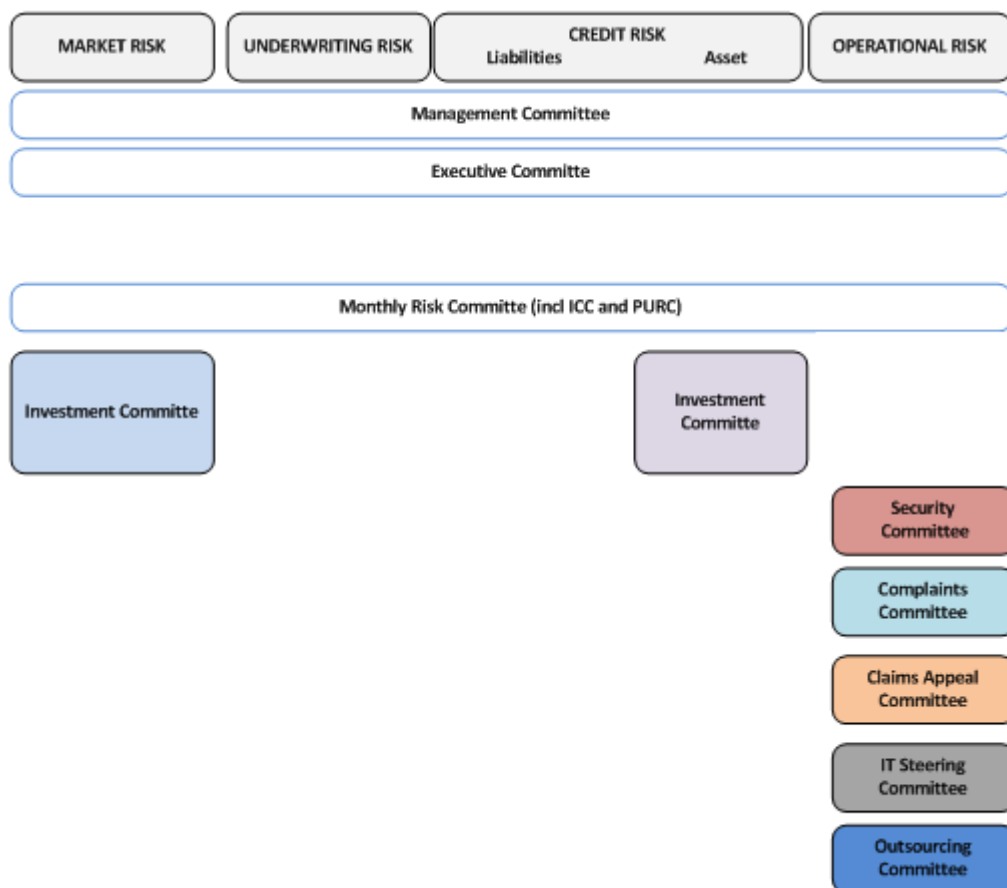 MARKET RISK
UNDERWRITING RISK
CREDIT RISK
Liabilities Asset
OPERATIONAL RISK
Management Committee
Executive Committe
Monthly Risk Committe (incl ICC and PURC)
Investment Committe
Investment
Committe
Security
Committee
Complaints
Committee
Claims Appeal
Committee
IT Steering
Committee
Outsourcing
Committee